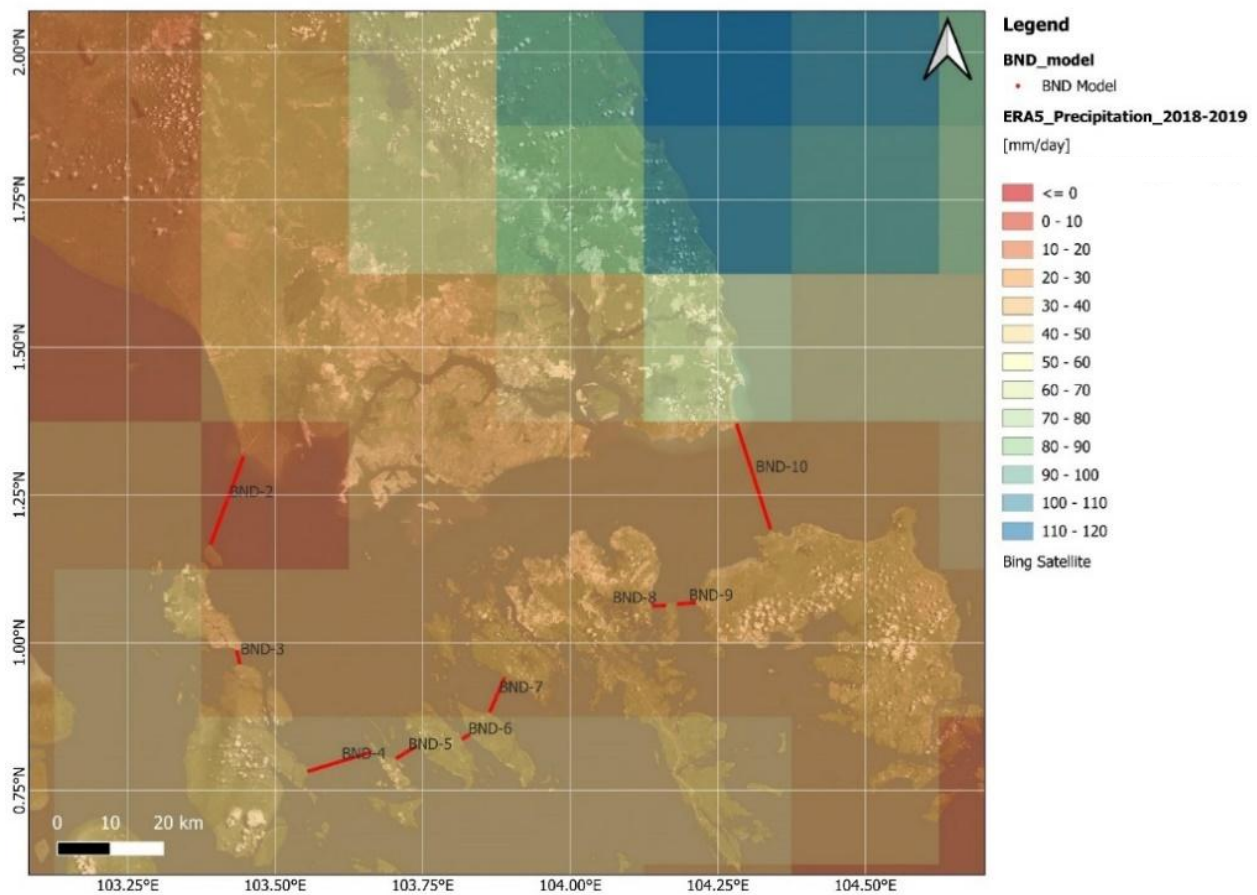 Legend
BND_model
BND Model
ERA5_Precipitation_2018-2019
[mm/day]
<= 0
0 - 10
10 - 20
20 - 30
30 - 40
40 - 50
50 - 60
60 - 70
70 - 80
80 - 90
90 - 100
100 - 110
110 - 120
Bing Satellite
2.00°N
1.75°N
1.50°N
1.25°N
1.00°N
0.75°N
BND-10
BND-2
BND-8
BND-9
BND-3
BND-7
BND-6
BND-5
BND-4
0 10 20 km
103.25°E 103.50°E 103.75°E 104.00°E 104.25°E 104.50°E